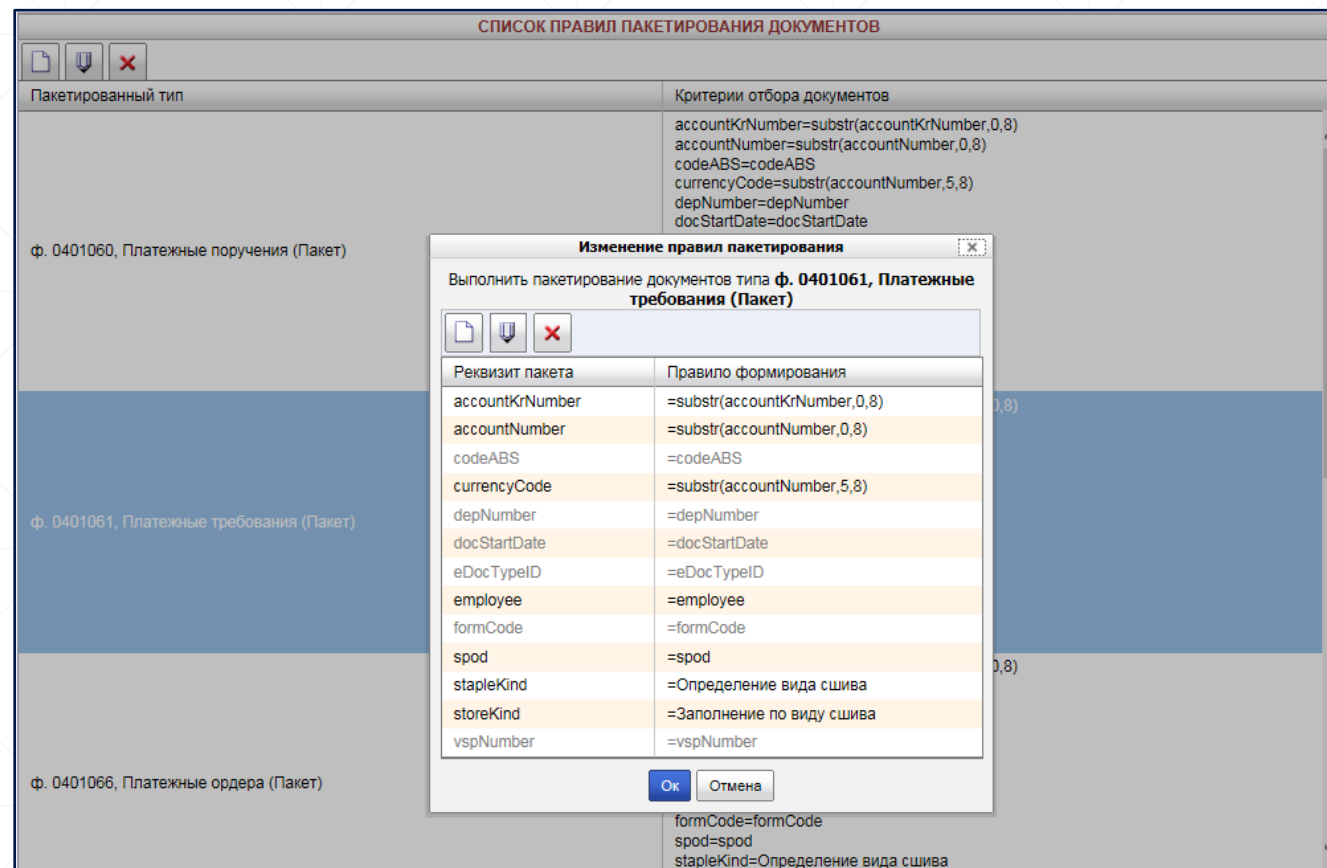 СПИСОК ПРАВИЛ ПАКЕТИРОВАНИЯ ДОКУМЕНТОВ
Пакетированный тип Критерии отбора документов
accountKrNumber=substr(accountKrNumber,0,8)
accountNumber=substr(accountNumber,0,8)
codeABS=codeABS
currencyCode=substr(accountNumber,5,8)
depNumber=depNumber
docStartDate=docStartDate
ф. 0401060, Платежные поручения (Пакет)
Изменение правил пакетирования
Выполнить пакетирование документов типа ф. 0401061, Платежные
требования (Пакет)
Реквизит пакета Правило формирования
accountKrNumber =substr(accountKrNumber,0,8)
accountNumber =substr(accountNumber,0,8)
codeABS =codeABS
currencyCode =substr(accountNumber,5,8)
depNumber =depNumber
docStartDate =docStartDate
eDocTypeID =eDocTypeID
employee =employee
formCode =formCode
spod =spod
stapleKind =Определение вида сшива
storeKind =Заполнение по виду сшива
vspNumber =vspNumber
Ок Отмена
0,8)
ф. 0401061, Платежные требования (Пакет)
0,8)
ф. 0401066, Платежные ордера (Пакет)
formCode=formCode
spod=spod
stapleKind=Определение вида сшива